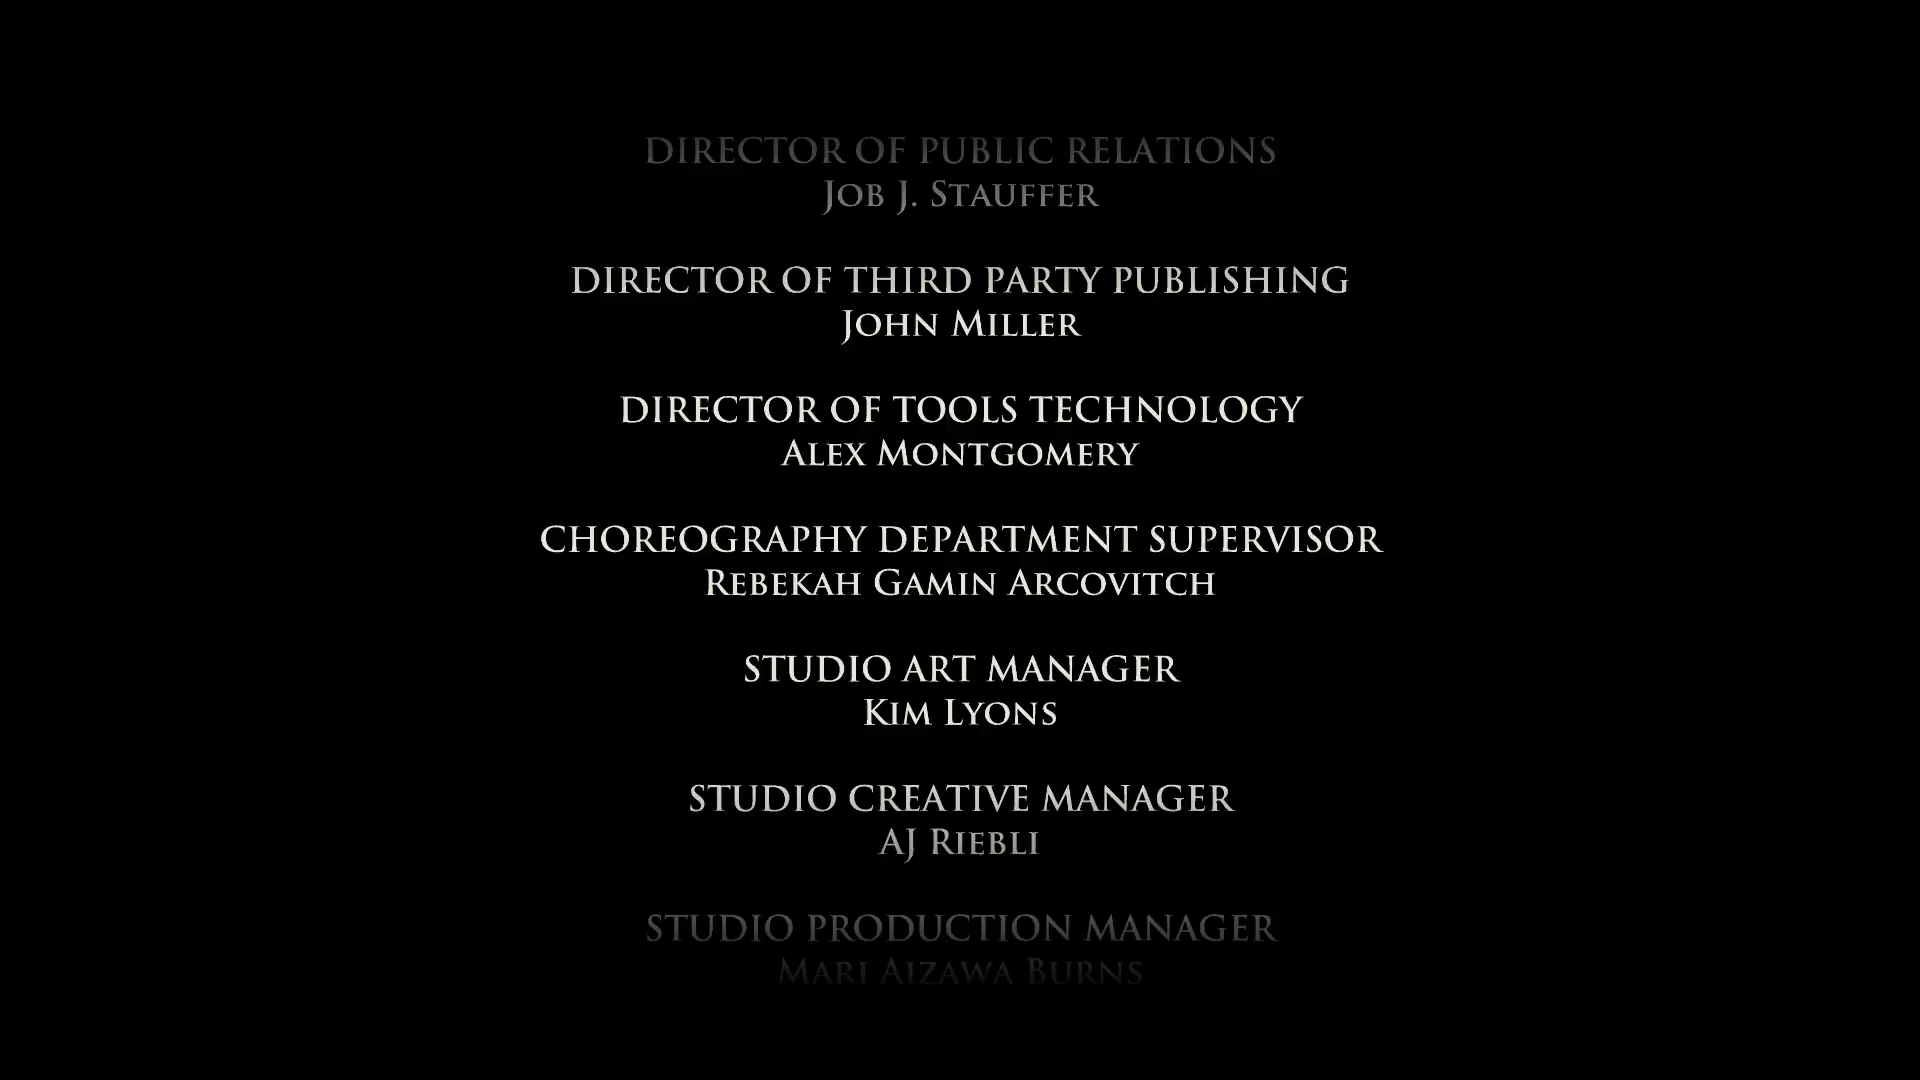 DIRECTOR OF PUBLIC RELATIONS
Job J. Stauffer
DIRECTOR OF THIRD PARTY PUBLISHING
John Miller
DIRECTOR OF TOOLS TECHNOLOGY
Alex Montgomery
CHOREOGRAPHY DEPARTMENT SUPERVISOR
Rebekah Gamin Arcovitch
STUDIO ART MANAGER
Kim Lyons
STUDIO CREATIVE MANAGER
AJ Riebli
STUDIO PRODUCTION MANAGER
Mari Aizawa Burns